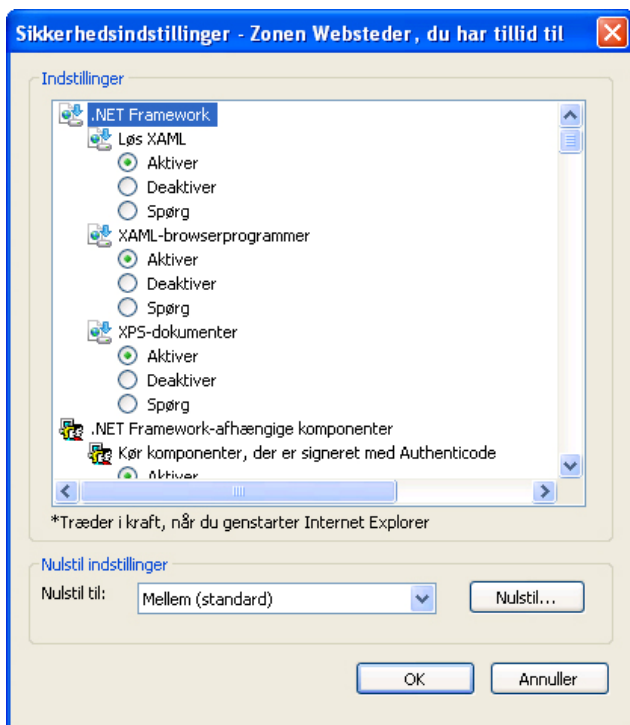 Sikkerhedsindstillinger - Zonen Websteder, du har tillid til
Indstillinger
.NET Framework
Løs XAML
Aktiver
Deaktiver
Spørg
XAML-browserprogrammer
Aktiver
Deaktiver
Spørg
XPS-dokumenter
Aktiver
Deaktiver
Spørg
.NET Framework-afhængige komponenter
Kør komponenter, der er signeret med Authenticode
Aktiver
*Træder i kraft, når du genstarter Internet Explorer
Nulstil indstillinger
Nulstil til: Mellem (standard) Nulstil...
OK Annuller